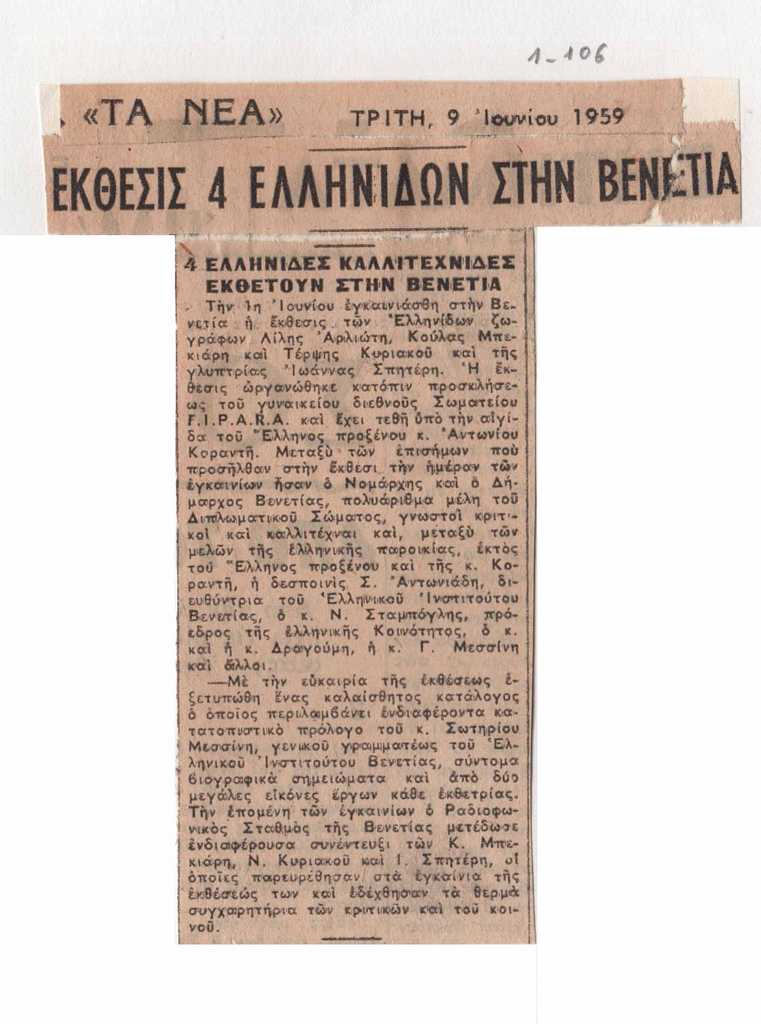 1-106
«ΤΑ ΝΕΑ» ΤΡΙΤΗ, 9 Ἰουνίου 1959
ΕΚΘΕΣΙΣ 4 ΕΛΛΗΝΙΔΩΝ ΣΤΗΝ ΒΕΝΕΤΙΑ
4 ΕΛΛΗΝΙΔΕΣ ΚΑΛΛΙΤΕΧΝΙΔΕΣ
ΕΚΘΕΤΟΥΝ ΣΤΗΝ ΒΕΝΕΤΙΑ
Τὴν 1η Ἰουνίου ἐγκαινιάσθη στὴν Βε-
νετία ἡ ἔκθεσις τῶν Ἑλληνίδων ζω-
γράφων Λίλης Ἀρλιώτη, Κούλας Μπε-
κιάρη καὶ Τέρψης Κυριακοῦ καὶ τῆς
γλυπτρίας Ἰωάννας Σπητέρη. Ἡ ἔκ-
θεσις ὠργανώθηκε κατόπιν προσκλήσε-
ως τοῦ γυναικείου διεθνοῦς Σωματείου
F.I.P.A.R.A. καὶ ἔχει τεθῆ ὑπὸ τὴν αἰγί-
δα τοῦ Ἕλληνος προξένου κ. Ἀντωνίου
Κοραντῆ. Μεταξὺ τῶν ἐπισήμων ποὺ
προσῆλθαν στὴν ἔκθεσι τὴν ἡμέραν τῶν
ἐγκαινίων ἦσαν ὁ Νομάρχης καὶ ὁ Δή-
μαρχος Βενετίας, πολυάριθμα μέλη τοῦ
Διπλωματικοῦ Σώματος, γνωστοὶ κριτι-
κοὶ καὶ καλλιτέχναι καί, μεταξὺ τῶν
μελῶν τῆς ἑλληνικῆς παροικίας, ἐκτὸς
τοῦ Ἕλληνος προξένου καὶ τῆς κ. Κο-
ραντῆ, ἡ δεσποινὶς Σ. Ἀντωνιάδη, δι-
ευθύντρια τοῦ Ἑλληνικοῦ Ἰνστιτούτου
Βενετίας, ὁ κ. Ν. Σταμπόγλης, πρό-
εδρος τῆς ἑλληνικῆς Κοινότητος, ὁ κ.
καὶ ἡ κ. Δραγούμη, ἡ κ. Γ. Μεσσίνη
καὶ ἄλλοι.
—Μὲ τὴν εὐκαιρία τῆς ἐκθέσεως ἐ-
ξετυπώθη ἕνας καλαίσθητος κατάλογος
ὁ ὁποῖος περιλαμβάνει ἐνδιαφέροντα κα-
τατοπιστικὸ πρόλογο τοῦ κ. Σωτηρίου
Μεσσίνη, γενικοῦ γραμματέως τοῦ Ἑλ-
ληνικοῦ Ἰνστιτούτου Βενετίας, σύντομα
βιογραφικὰ σημειώματα καὶ ἀπὸ δύο
μεγάλες εἰκόνες ἔργων κάθε ἐκθετρίας.
Τὴν ἑπομένη τῶν ἐγκαινίων ὁ Ραδιοφω-
νικὸς Σταθμὸς τῆς Βενετίας μετέδωσε
ἐνδιαφέρουσα συνέντευξι τῶν Κ. Μπε-
κιάρη, Ν. Κυριακοῦ καὶ Ι. Σπητέρη, οἱ
ὁποῖες παρευρέθησαν στὰ ἐγκαίνια τῆς
ἐκθέσεώς των καὶ ἐδέχθησαν τὰ θερμὰ
συγχαρητήρια τῶν κριτικῶν καὶ τοῦ κοι-
νοῦ.